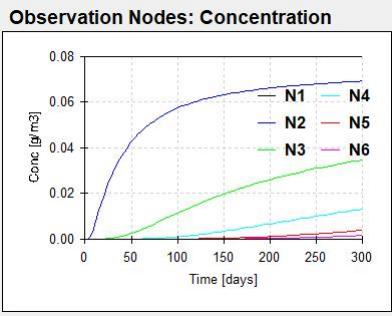 Observation Nodes: Concentration
0.08
0.06
0.04
0.02
0.00
Conc [g/m3]
N1 N4
N2 N5
N3 N6
0 50 100 150 200 250 300
Time [days]